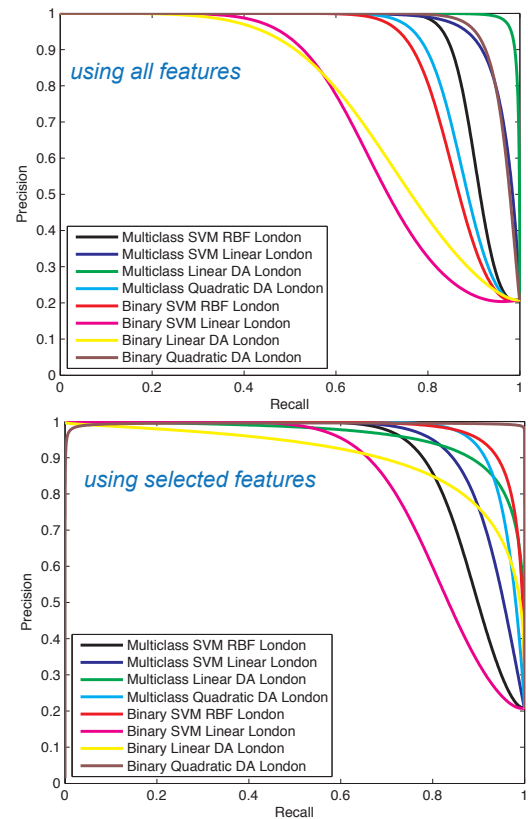 1
0.9
0.8
0.7
0.6
0.5
0.4
0.3
0.2
0.1
0
Precision
using all features
Multiclass SVM RBF London
Multiclass SVM Linear London
Multiclass Linear DA London
Multiclass Quadratic DA London
Binary SVM RBF London
Binary SVM Linear London
Binary Linear DA London
Binary Quadratic DA London
0 0.2 0.4 0.6 0.8 1
Recall
1
0.9
0.8
0.7
0.6
0.5
0.4
0.3
0.2
0.1
0
Precision
using selected features
Multiclass SVM RBF London
Multiclass SVM Linear London
Multiclass Linear DA London
Multiclass Quadratic DA London
Binary SVM RBF London
Binary SVM Linear London
Binary Linear DA London
Binary Quadratic DA London
0 0.2 0.4 0.6 0.8 1
Recall